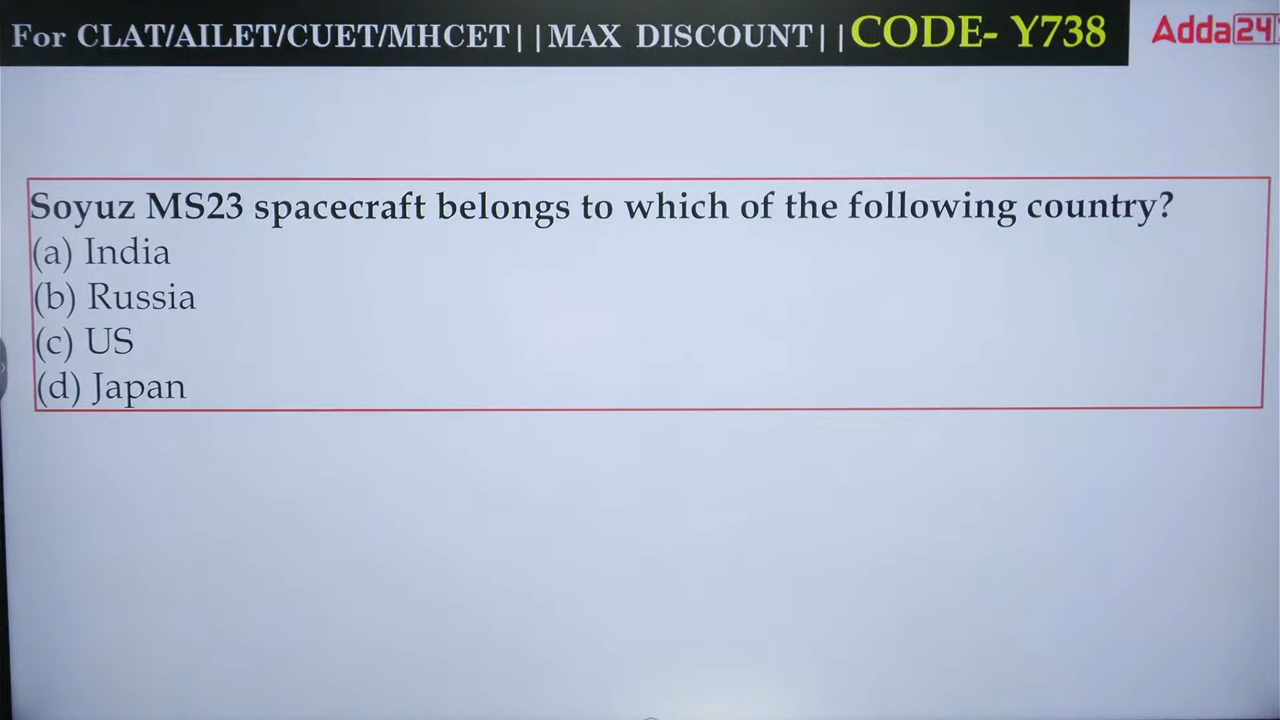 For CLAT/AILET/CUET/MHCET||MAX DISCOUNT||CODE- Y738
Adda24
Soyuz MS23 spacecraft belongs to which of the following country?
(a) India
(b) Russia
(c) US
(d) Japan